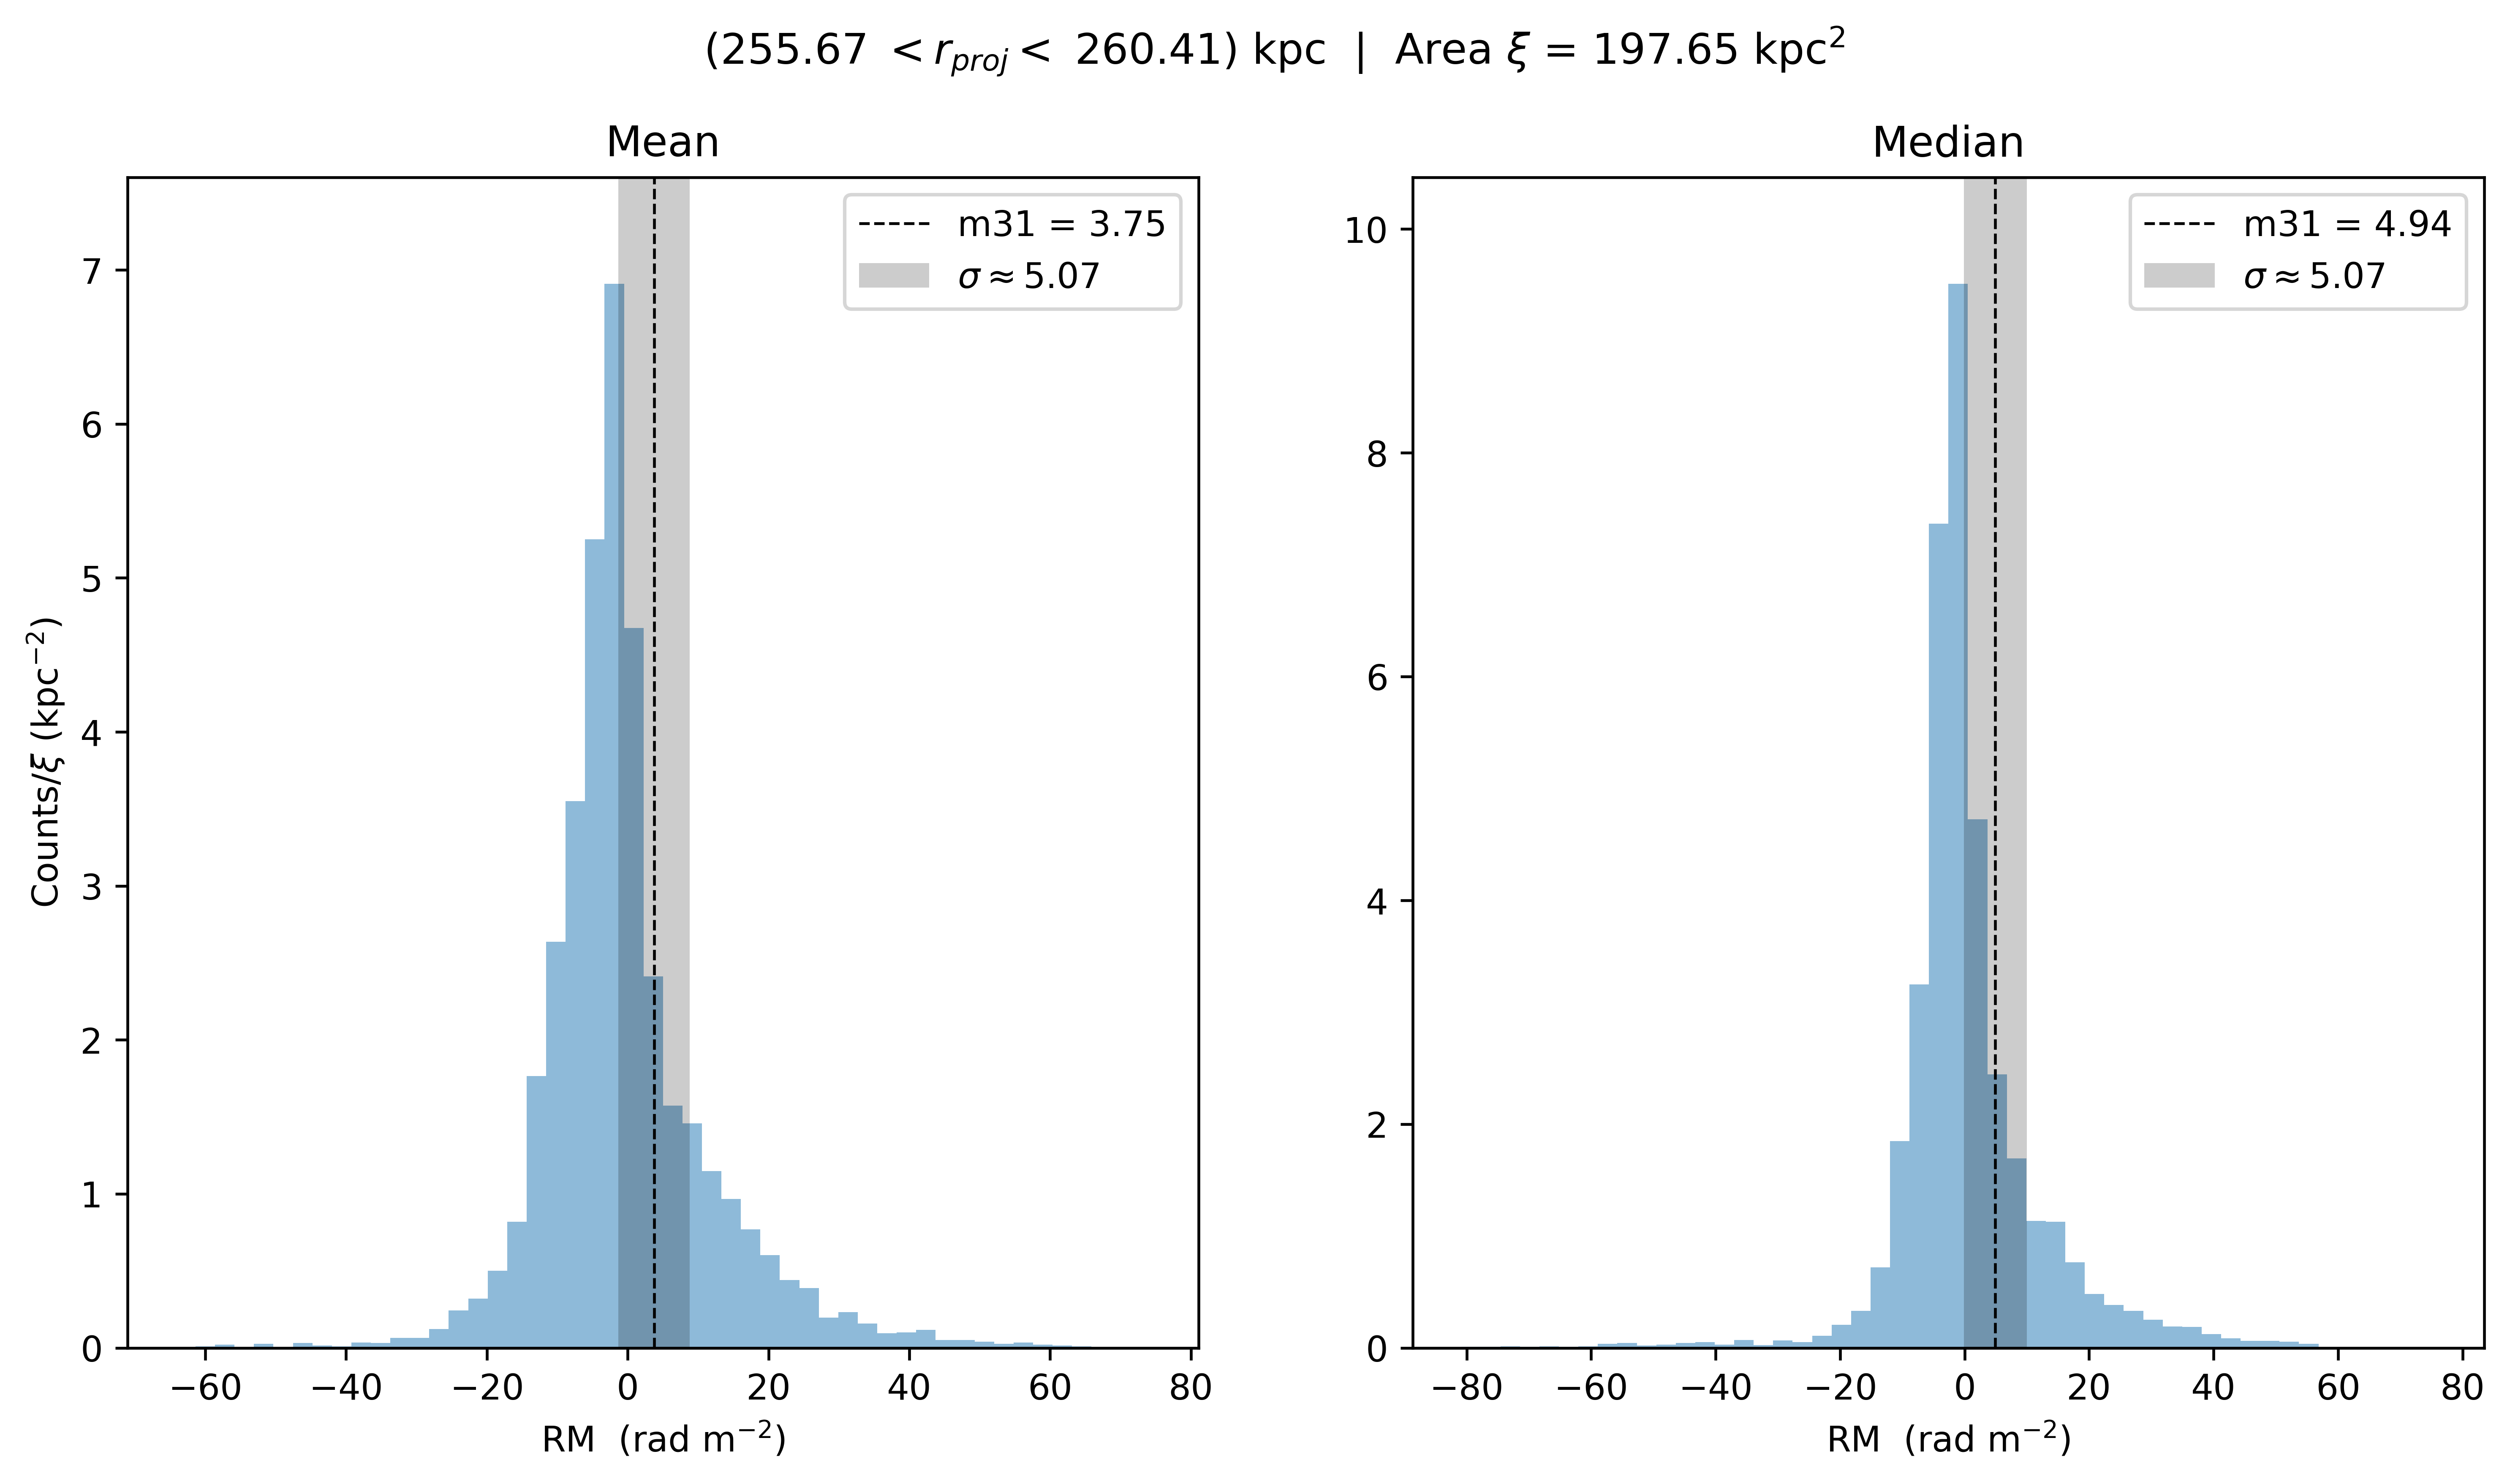 (255.67 < r_proj < 260.41) kpc | Area ξ = 197.65 kpc²
Mean
m31 = 3.75
σ ≈ 5.07
7
6
5
4
3
2
1
0
Counts/ξ (kpc⁻²)
−60 −40 −20 0 20 40 60 80
RM (rad m⁻²)
Median
m31 = 4.94
σ ≈ 5.07
10
8
6
4
2
0
−80 −60 −40 −20 0 20 40 60 80
RM (rad m⁻²)